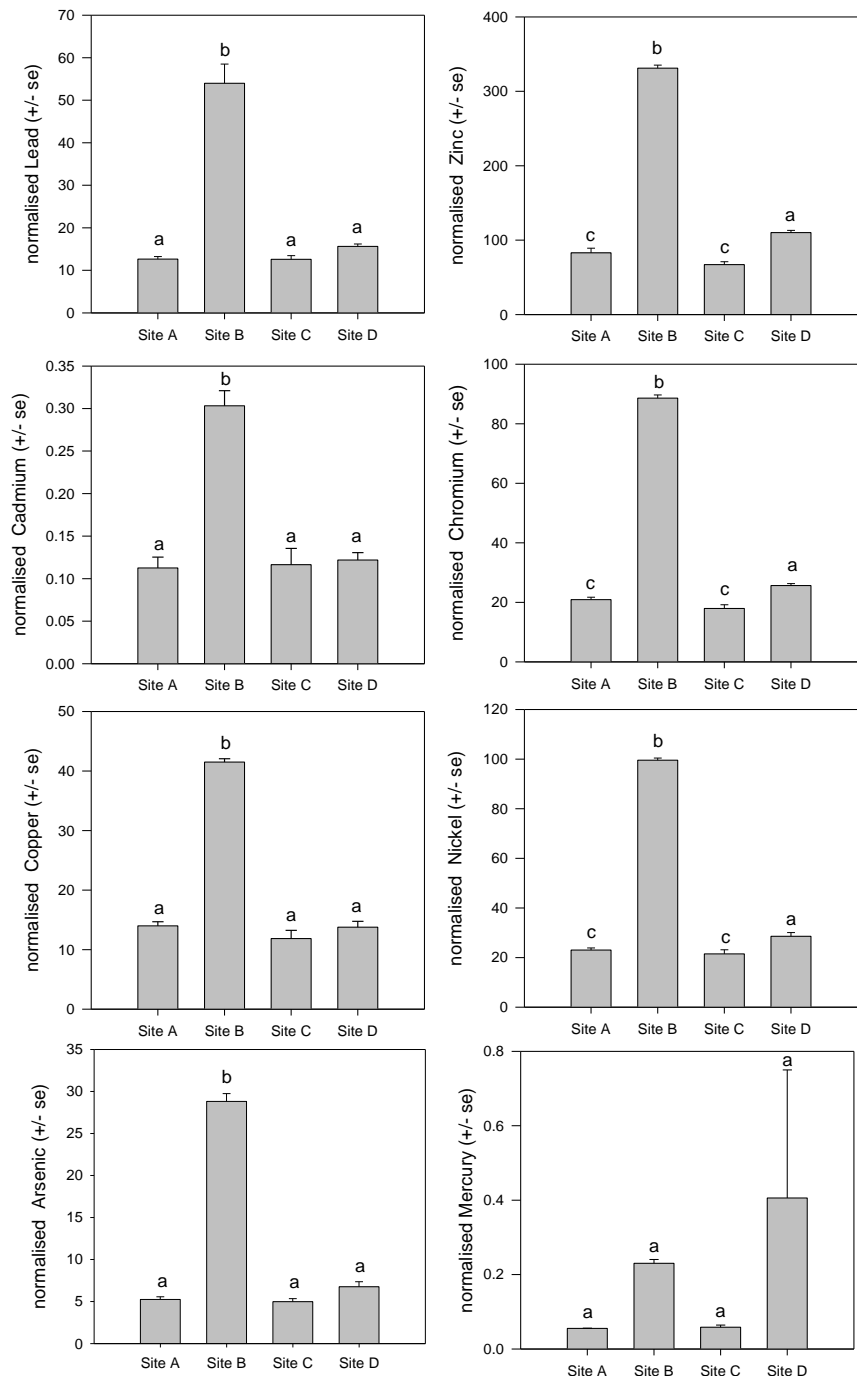 normalised Lead (+/- se)
70
60
50
40
30
20
10
0
a
b
a
a
Site A
Site B
Site C
Site D
normalised Zinc (+/- se)
400
300
200
100
0
c
b
c
a
Site A
Site B
Site C
Site D
normalised Cadmium (+/- se)
0.35
0.30
0.25
0.20
0.15
0.10
0.05
0.00
a
b
a
a
Site A
Site B
Site C
Site D
normalised Chromium (+/- se)
100
80
60
40
20
0
c
b
c
a
Site A
Site B
Site C
Site D
normalised Copper (+/- se)
50
40
30
20
10
0
a
b
a
a
Site A
Site B
Site C
Site D
normalised Nickel (+/- se)
120
100
80
60
40
20
0
c
b
c
a
Site A
Site B
Site C
Site D
normalised Arsenic (+/- se)
35
30
25
20
15
10
5
0
a
b
a
a
Site A
Site B
Site C
Site D
normalised Mercury (+/- se)
0.8
0.6
0.4
0.2
0.0
a
a
a
a
Site A
Site B
Site C
Site D